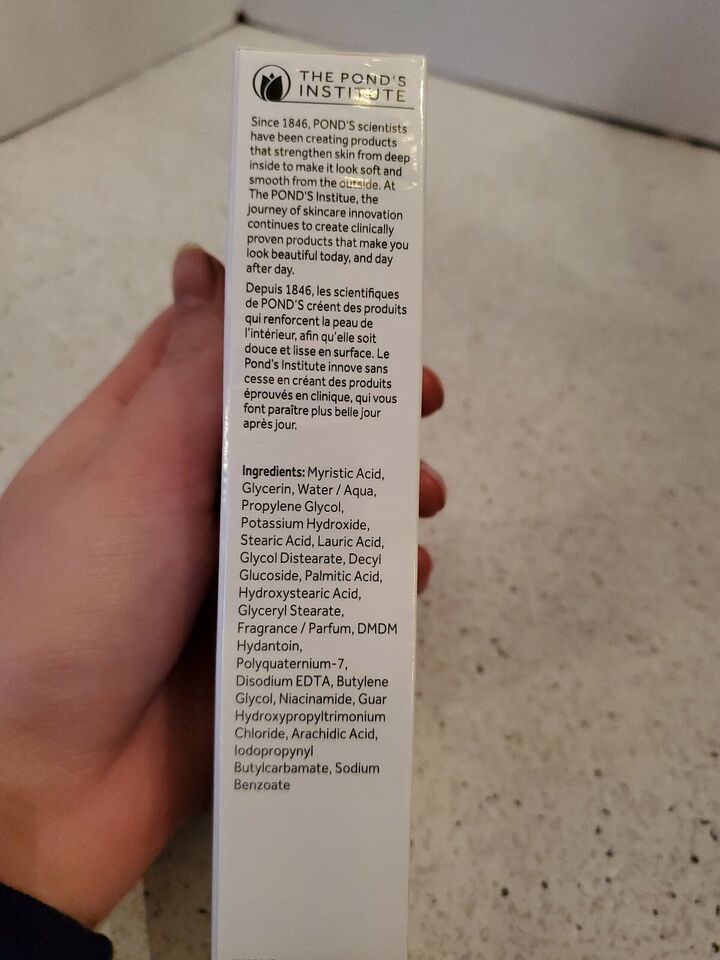 THE POND'S
INSTITUTE
Since 1846, POND'S scientists
have been creating products
that strengthen skin from deep
inside to make it look soft and
smooth from the outside. At
The POND'S Institue, the
journey of skincare innovation
continues to create clinically
proven products that make you
look beautiful today, and day
after day.
Depuis 1846, les scientifiques
de POND'S créent des produits
qui renforcent la peau de
l'intérieur, afin qu'elle soit
douce et lisse en surface. Le
Pond's Institute innove sans
cesse en créant des produits
éprouvés en clinique, qui vous
font paraître plus belle jour
après jour.
Ingredients: Myristic Acid,
Glycerin, Water / Aqua,
Propylene Glycol,
Potassium Hydroxide,
Stearic Acid, Lauric Acid,
Glycol Distearate, Decyl
Glucoside, Palmitic Acid,
Hydroxystearic Acid,
Glyceryl Stearate,
Fragrance / Parfum, DMDM
Hydantoin,
Polyquaternium-7,
Disodium EDTA, Butylene
Glycol, Niacinamide, Guar
Hydroxypropyltrimonium
Chloride, Arachidic Acid,
Iodopropynyl
Butylcarbamate, Sodium
Benzoate